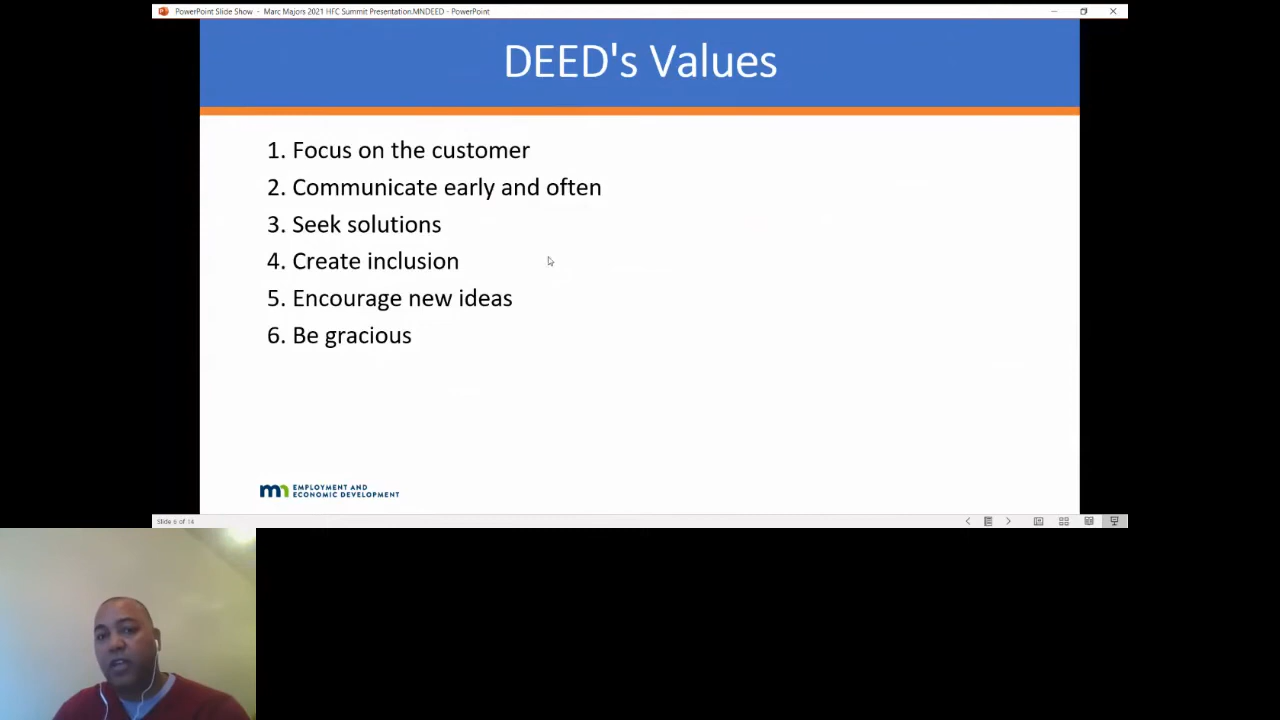 PowerPoint Slide Show - Marc Majors 2021 HFC Summit Presentation.MNDEED - PowerPoint
DEED's Values
1. Focus on the customer
2. Communicate early and often
3. Seek solutions
4. Create inclusion
5. Encourage new ideas
6. Be gracious
mn EMPLOYMENT AND
ECONOMIC DEVELOPMENT
Slide 6 of 14